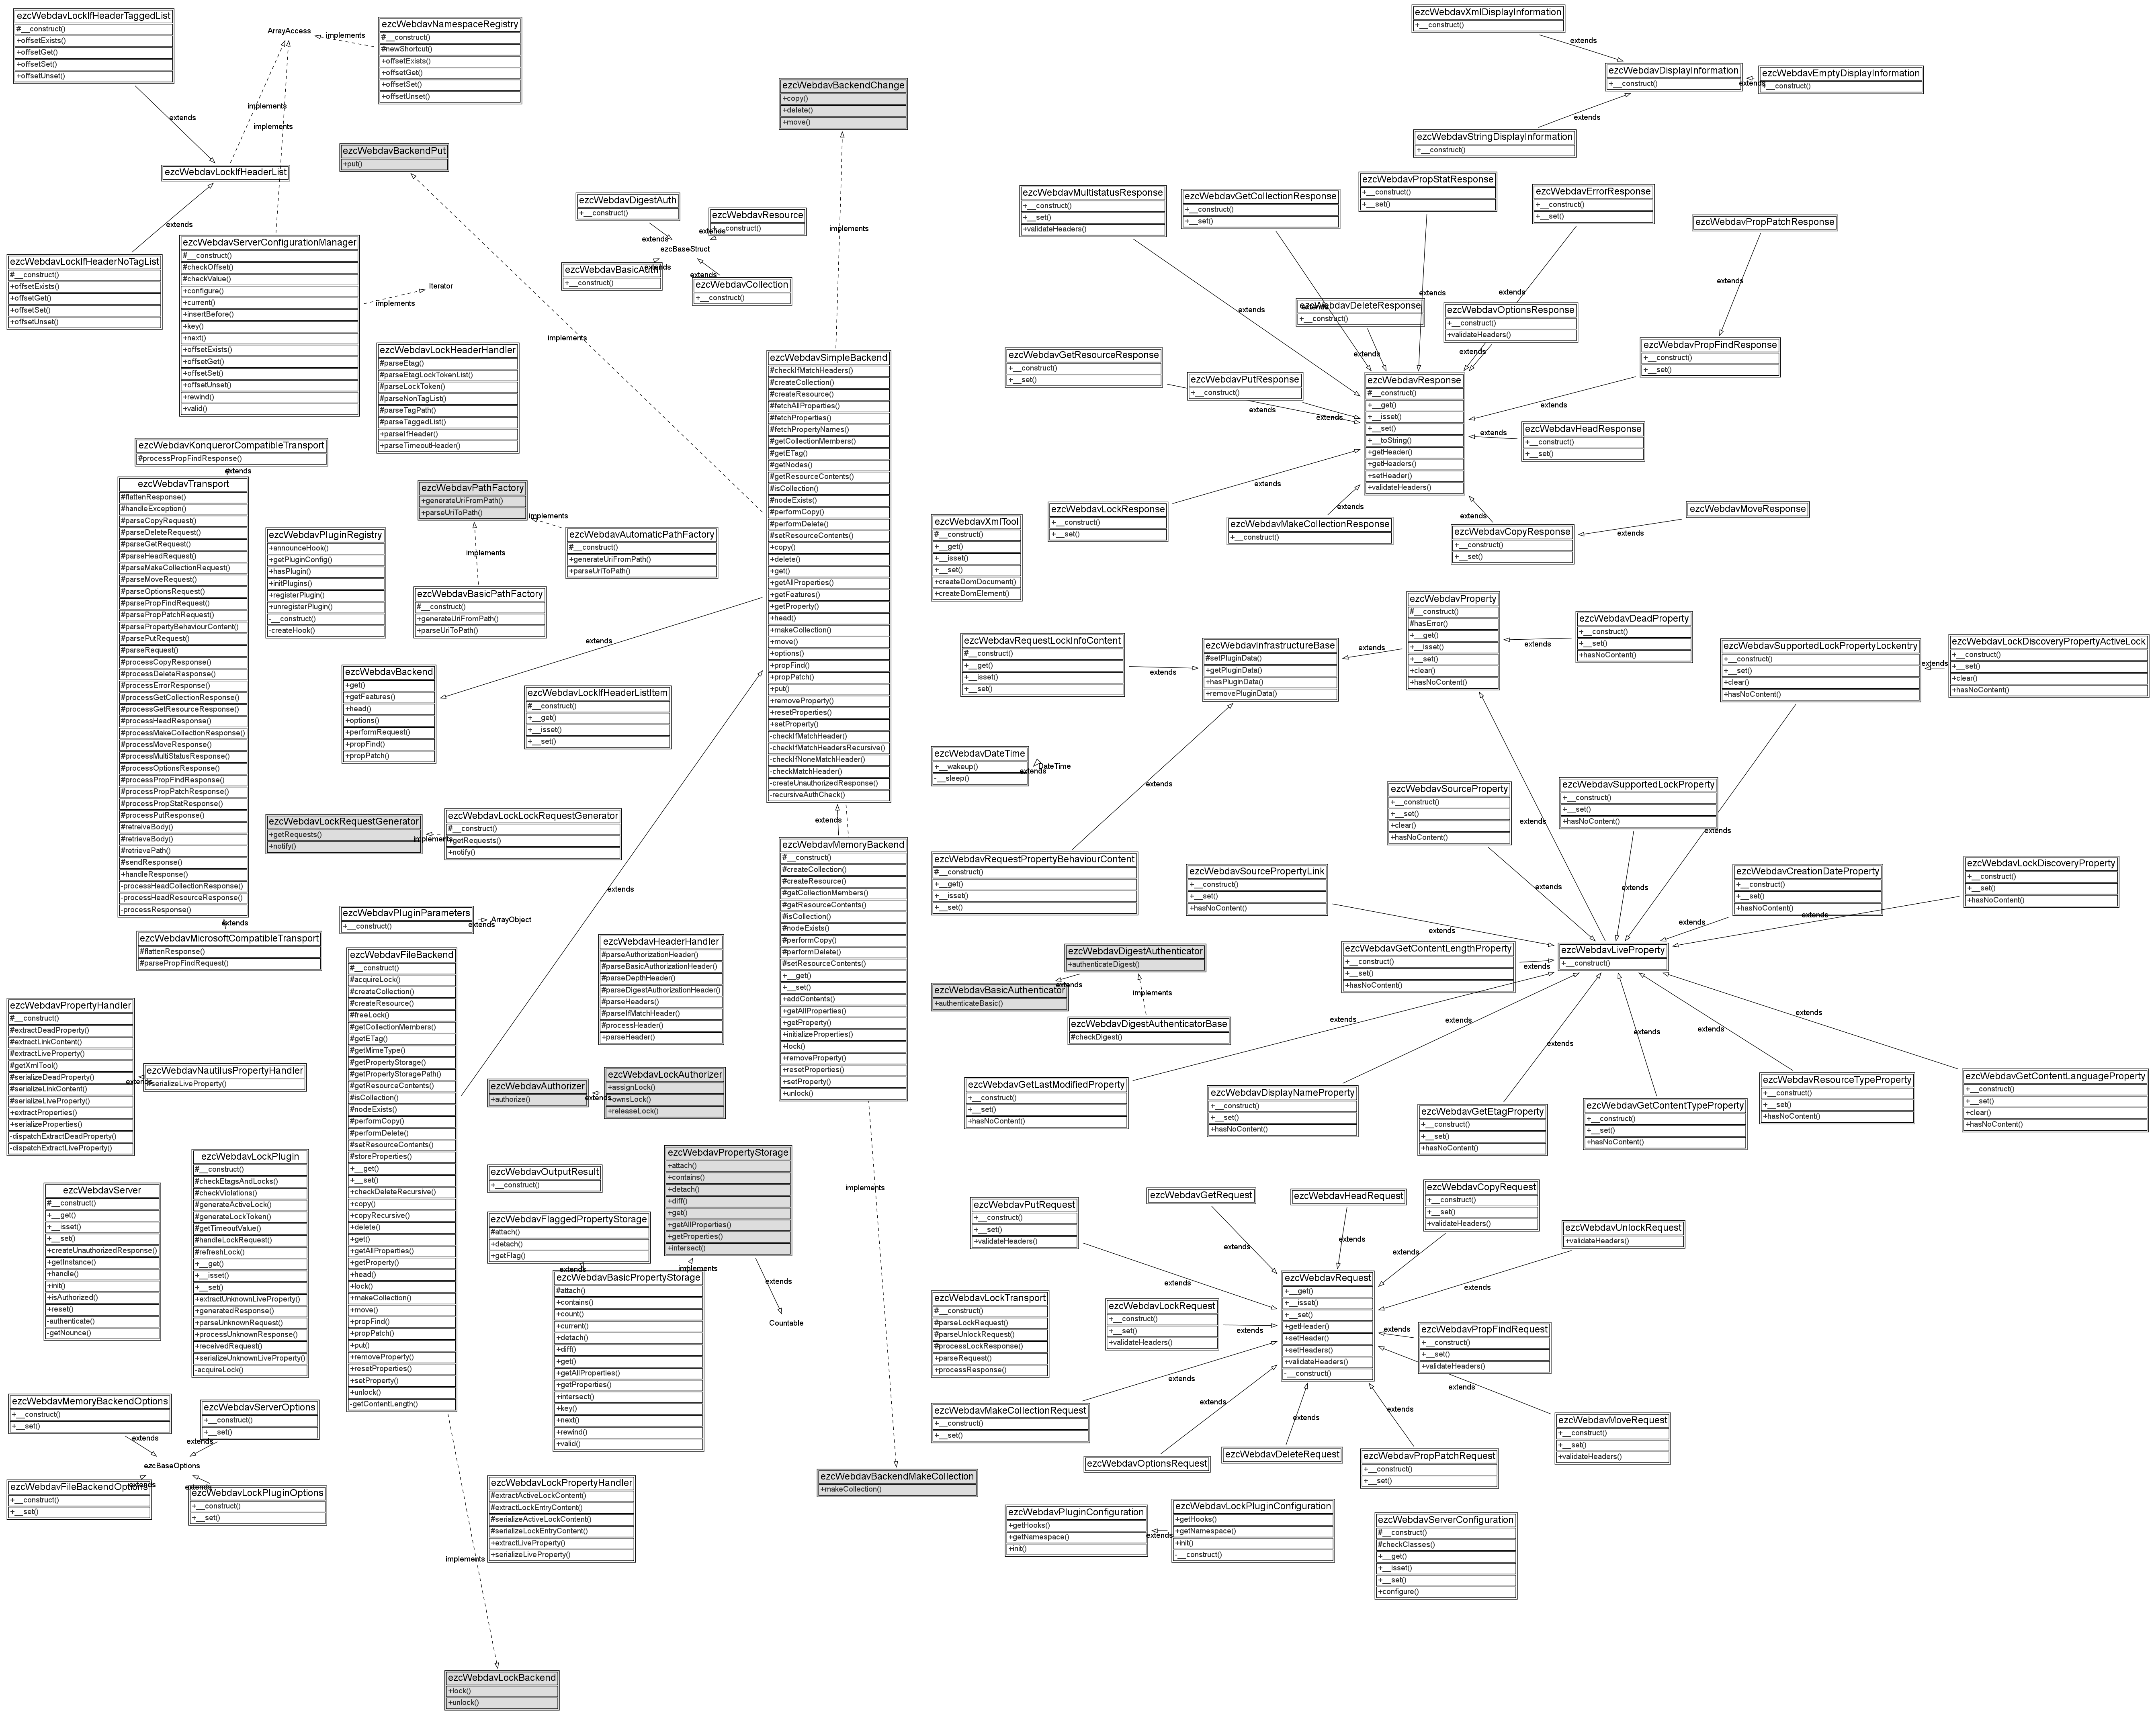 ezcWebdavLockIfHeaderTaggedList
#__construct()
+offsetExists()
+offsetGet()
+offsetSet()
+offsetUnset()
extends
ArrayAccess
implements
implements
implements
ezcWebdavNamespaceRegistry
#__construct()
#newShortcut()
+offsetExists()
+offsetGet()
+offsetSet()
+offsetUnset()
ezcWebdavLockIfHeaderList
extends
ezcWebdavLockIfHeaderNoTagList
#__construct()
+offsetExists()
+offsetGet()
+offsetSet()
+offsetUnset()
ezcWebdavServerConfigurationManager
#__construct()
#checkOffset()
#checkValue()
+configure()
+current()
+insertBefore()
+key()
+next()
+offsetExists()
+offsetGet()
+offsetSet()
+offsetUnset()
+rewind()
+valid()
Iterator
implements
ezcWebdavBackendPut
+put()
implements
ezcWebdavBackendChange
+copy()
+delete()
+move()
implements
ezcWebdavDigestAuth
+__construct()
extends
ezcWebdavResource
+__construct()
extends
ezcBaseStruct
ezcWebdavBasicAuth
+__construct()
extends
ezcWebdavCollection
+__construct()
extends
ezcWebdavLockHeaderHandler
#parseEtag()
#parseEtagLockTokenList()
#parseLockToken()
#parseNonTagList()
#parseTagPath()
#parseTaggedList()
+parseIfHeader()
+parseTimeoutHeader()
ezcWebdavSimpleBackend
#checkIfMatchHeaders()
#createCollection()
#createResource()
#fetchAllProperties()
#fetchProperties()
#fetchPropertyNames()
#getCollectionMembers()
#getETag()
#getNodes()
#getResourceContents()
#isCollection()
#nodeExists()
#performCopy()
#performDelete()
#setResourceContents()
+copy()
+delete()
+get()
+getAllProperties()
+getFeatures()
+getProperty()
+head()
+makeCollection()
+move()
+options()
+propFind()
+propPatch()
+put()
+removeProperty()
+resetProperties()
+setProperty()
-checkIfMatchHeader()
-checkIfMatchHeadersRecursive()
-checkIfNoneMatchHeader()
-checkMatchHeader()
-createUnauthorizedResponse()
-recursiveAuthCheck()
ezcWebdavKonquerorCompatibleTransport
#processPropFindResponse()
extends
ezcWebdavTransport
#flattenResponse()
#handleException()
#parseCopyRequest()
#parseDeleteRequest()
#parseGetRequest()
#parseHeadRequest()
#parseMakeCollectionRequest()
#parseMoveRequest()
#parseOptionsRequest()
#parsePropFindRequest()
#parsePropPatchRequest()
#parsePropertyBehaviourContent()
#parsePutRequest()
#parseRequest()
#processCopyResponse()
#processDeleteResponse()
#processErrorResponse()
#processGetCollectionResponse()
#processGetResourceResponse()
#processHeadResponse()
#processMakeCollectionResponse()
#processMoveResponse()
#processMultiStatusResponse()
#processOptionsResponse()
#processPropFindResponse()
#processPropPatchResponse()
#processPropStatResponse()
#processPutResponse()
#retreiveBody()
#retrieveBody()
#retrievePath()
#sendResponse()
+handleResponse()
-processHeadCollectionResponse()
-processHeadResourceResponse()
-processResponse()
extends
ezcWebdavMicrosoftCompatibleTransport
#flattenResponse()
#parsePropFindRequest()
ezcWebdavPathFactory
+generateUriFromPath()
+parseUriToPath()
implements
implements
ezcWebdavAutomaticPathFactory
#__construct()
+generateUriFromPath()
+parseUriToPath()
ezcWebdavBasicPathFactory
#__construct()
+generateUriFromPath()
+parseUriToPath()
ezcWebdavPluginRegistry
+announceHook()
+getPluginConfig()
+hasPlugin()
+initPlugins()
+registerPlugin()
+unregisterPlugin()
-__construct()
-createHook()
ezcWebdavBackend
+get()
+getFeatures()
+head()
+options()
+performRequest()
+propFind()
+propPatch()
extends
ezcWebdavLockIfHeaderListItem
#__construct()
+__get()
+__isset()
+__set()
ezcWebdavLockRequestGenerator
+getRequests()
+notify()
implements
ezcWebdavLockLockRequestGenerator
#__construct()
+getRequests()
+notify()
extends
extends
ezcWebdavMemoryBackend
#__construct()
#createCollection()
#createResource()
#getCollectionMembers()
#getResourceContents()
#isCollection()
#nodeExists()
#performCopy()
#performDelete()
#setResourceContents()
+__get()
+__set()
+addContents()
+getAllProperties()
+getProperty()
+initializeProperties()
+lock()
+removeProperty()
+resetProperties()
+setProperty()
+unlock()
implements
ezcWebdavBackendMakeCollection
+makeCollection()
ezcWebdavPluginParameters
+__construct()
extends
ArrayObject
ezcWebdavFileBackend
#__construct()
#acquireLock()
#createCollection()
#createResource()
#freeLock()
#getCollectionMembers()
#getETag()
#getMimeType()
#getPropertyStorage()
#getPropertyStoragePath()
#getResourceContents()
#isCollection()
#nodeExists()
#performCopy()
#performDelete()
#setResourceContents()
#storeProperties()
+__get()
+__set()
+checkDeleteRecursive()
+copy()
+copyRecursive()
+delete()
+get()
+getAllProperties()
+getProperty()
+head()
+lock()
+makeCollection()
+move()
+propFind()
+propPatch()
+put()
+removeProperty()
+resetProperties()
+setProperty()
+unlock()
-getContentLength()
implements
ezcWebdavLockBackend
+lock()
+unlock()
ezcWebdavHeaderHandler
#parseAuthorizationHeader()
#parseBasicAuthorizationHeader()
#parseDepthHeader()
#parseDigestAuthorizationHeader()
#parseHeaders()
#parseIfMatchHeader()
#processHeader()
+parseHeader()
ezcWebdavAuthorizer
+authorize()
extends
ezcWebdavLockAuthorizer
+assignLock()
+ownsLock()
+releaseLock()
ezcWebdavPropertyHandler
#__construct()
#extractDeadProperty()
#extractLinkContent()
#extractLiveProperty()
#getXmlTool()
#serializeDeadProperty()
#serializeLinkContent()
#serializeLiveProperty()
+extractProperties()
+serializeProperties()
-dispatchExtractDeadProperty()
-dispatchExtractLiveProperty()
extends
ezcWebdavNautilusPropertyHandler
#serializeLiveProperty()
ezcWebdavServer
#__construct()
+__get()
+__isset()
+__set()
+createUnauthorizedResponse()
+getInstance()
+handle()
+init()
+isAuthorized()
+reset()
-authenticate()
-getNounce()
ezcWebdavLockPlugin
#__construct()
#checkEtagsAndLocks()
#checkViolations()
#generateActiveLock()
#generateLockToken()
#getTimeoutValue()
#handleLockRequest()
#refreshLock()
+__get()
+__isset()
+__set()
+extractUnknownLiveProperty()
+generatedResponse()
+parseUnknownRequest()
+processUnknownResponse()
+receivedRequest()
+serializeUnknownLiveProperty()
-acquireLock()
ezcWebdavOutputResult
+__construct()
ezcWebdavFlaggedPropertyStorage
#attach()
+detach()
+getFlag()
extends
ezcWebdavPropertyStorage
+attach()
+contains()
+detach()
+diff()
+get()
+getAllProperties()
+getProperties()
+intersect()
implements
extends
Countable
ezcWebdavBasicPropertyStorage
#attach()
+contains()
+count()
+current()
+detach()
+diff()
+get()
+getAllProperties()
+getProperties()
+intersect()
+key()
+next()
+rewind()
+valid()
ezcWebdavMemoryBackendOptions
+__construct()
+__set()
extends
ezcWebdavServerOptions
+__construct()
+__set()
extends
ezcBaseOptions
ezcWebdavFileBackendOptions
+__construct()
+__set()
extends
ezcWebdavLockPluginOptions
+__construct()
+__set()
extends
ezcWebdavLockPropertyHandler
#extractActiveLockContent()
#extractLockEntryContent()
#serializeActiveLockContent()
#serializeLockEntryContent()
+extractLiveProperty()
+serializeLiveProperty()
ezcWebdavXmlDisplayInformation
+__construct()
extends
ezcWebdavDisplayInformation
+__construct()
extends
ezcWebdavEmptyDisplayInformation
+__construct()
extends
ezcWebdavStringDisplayInformation
+__construct()
ezcWebdavMultistatusResponse
+__construct()
+__set()
+validateHeaders()
extends
ezcWebdavGetCollectionResponse
+__construct()
+__set()
extends
ezcWebdavPropStatResponse
+__construct()
+__set()
extends
ezcWebdavErrorResponse
+__construct()
+__set()
extends
ezcWebdavPropPatchResponse
extends
ezcWebdavDeleteResponse
+__construct()
extends
ezcWebdavOptionsResponse
+__construct()
+validateHeaders()
extends
ezcWebdavPropFindResponse
+__construct()
+__set()
extends
ezcWebdavGetResourceResponse
+__construct()
+__set()
extends
ezcWebdavPutResponse
+__construct()
extends
ezcWebdavResponse
#__construct()
+__get()
+__isset()
+__set()
+__toString()
+getHeader()
+getHeaders()
+setHeader()
+validateHeaders()
extends
ezcWebdavHeadResponse
+__construct()
+__set()
ezcWebdavLockResponse
+__construct()
+__set()
extends
ezcWebdavMakeCollectionResponse
+__construct()
extends
ezcWebdavCopyResponse
+__construct()
+__set()
extends
ezcWebdavMoveResponse
extends
ezcWebdavXmlTool
#__construct()
+__get()
+__isset()
+__set()
+createDomDocument()
+createDomElement()
ezcWebdavRequestLockInfoContent
#__construct()
+__get()
+__isset()
+__set()
extends
ezcWebdavInfrastructureBase
#setPluginData()
+getPluginData()
+hasPluginData()
+removePluginData()
extends
ezcWebdavProperty
#__construct()
#hasError()
+__get()
+__isset()
+__set()
+clear()
+hasNoContent()
extends
ezcWebdavDeadProperty
+__construct()
+__set()
+hasNoContent()
ezcWebdavSupportedLockPropertyLockentry
+__construct()
+__set()
+clear()
+hasNoContent()
extends
ezcWebdavLockDiscoveryPropertyActiveLock
+__construct()
+__set()
+clear()
+hasNoContent()
ezcWebdavDateTime
+__wakeup()
-__sleep()
extends
DateTime
extends
ezcWebdavRequestPropertyBehaviourContent
#__construct()
+__get()
+__isset()
+__set()
ezcWebdavSourceProperty
+__construct()
+__set()
+clear()
+hasNoContent()
extends
extends
ezcWebdavSupportedLockProperty
+__construct()
+__set()
+hasNoContent()
extends
extends
ezcWebdavSourcePropertyLink
+__construct()
+__set()
+hasNoContent()
extends
ezcWebdavCreationDateProperty
+__construct()
+__set()
+hasNoContent()
extends
ezcWebdavLockDiscoveryProperty
+__construct()
+__set()
+hasNoContent()
extends
ezcWebdavGetContentLengthProperty
+__construct()
+__set()
+hasNoContent()
extends
ezcWebdavLiveProperty
+__construct()
ezcWebdavDigestAuthenticator
+authenticateDigest()
extends
ezcWebdavBasicAuthenticator
+authenticateBasic()
implements
ezcWebdavDigestAuthenticatorBase
#checkDigest()
extends
extends
extends
extends
extends
extends
ezcWebdavGetLastModifiedProperty
+__construct()
+__set()
+hasNoContent()
ezcWebdavDisplayNameProperty
+__construct()
+__set()
+hasNoContent()
ezcWebdavGetEtagProperty
+__construct()
+__set()
+hasNoContent()
ezcWebdavGetContentTypeProperty
+__construct()
+__set()
+hasNoContent()
ezcWebdavResourceTypeProperty
+__construct()
+__set()
+hasNoContent()
ezcWebdavGetContentLanguageProperty
+__construct()
+__set()
+clear()
+hasNoContent()
ezcWebdavPutRequest
+__construct()
+__set()
+validateHeaders()
extends
ezcWebdavGetRequest
extends
ezcWebdavHeadRequest
extends
ezcWebdavCopyRequest
+__construct()
+__set()
+validateHeaders()
extends
ezcWebdavUnlockRequest
+validateHeaders()
extends
ezcWebdavLockTransport
#__construct()
#parseLockRequest()
#parseUnlockRequest()
#processLockResponse()
+parseRequest()
+processResponse()
ezcWebdavLockRequest
+__construct()
+__set()
+validateHeaders()
extends
ezcWebdavRequest
+__get()
+__isset()
+__set()
+getHeader()
+setHeader()
+setHeaders()
+validateHeaders()
-__construct()
extends
ezcWebdavPropFindRequest
+__construct()
+__set()
+validateHeaders()
ezcWebdavMakeCollectionRequest
+__construct()
+__set()
extends
ezcWebdavOptionsRequest
extends
ezcWebdavDeleteRequest
extends
ezcWebdavPropPatchRequest
+__construct()
+__set()
extends
ezcWebdavMoveRequest
+__construct()
+__set()
+validateHeaders()
extends
ezcWebdavPluginConfiguration
+getHooks()
+getNamespace()
+init()
extends
ezcWebdavLockPluginConfiguration
+getHooks()
+getNamespace()
+init()
-__construct()
ezcWebdavServerConfiguration
#__construct()
#checkClasses()
+__get()
+__isset()
+__set()
+configure()